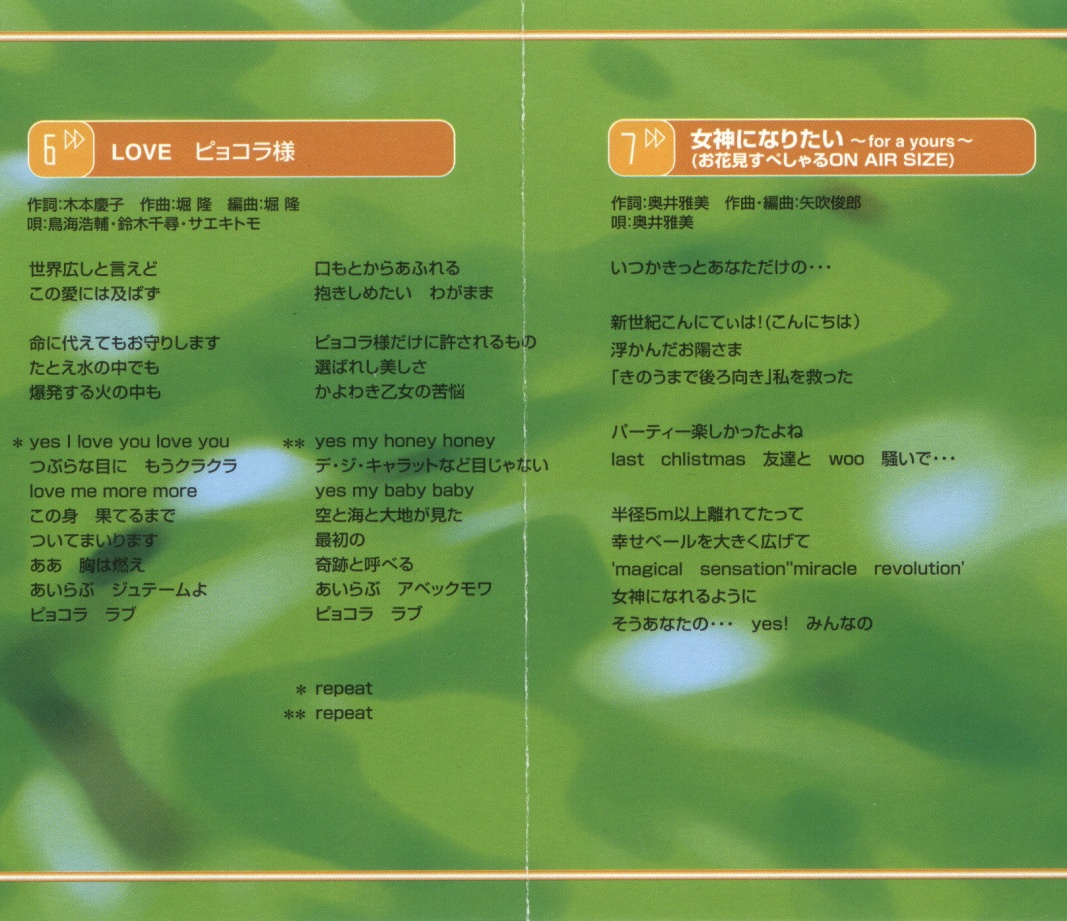 6 LOVE　ピョコラ様
作詞:木本慶子　作曲:堀 隆　編曲:堀 隆
唄:鳥海浩輔・鈴木千尋・サエキトモ
世界広しと言えど
この愛には及ばず
命に代えてもお守りします
たとえ水の中でも
爆発する火の中も
* yes I love you love you
つぶらな目に　もうクラクラ
love me more more
この身　果てるまで
ついてまいります
ああ　胸は燃え
あいらぶ　ジュテームよ
ピョコラ　ラブ
口もとからあふれる
抱きしめたい　わがまま
ピョコラ様だけに許されるもの
選ばれし美しさ
かよわき乙女の苦悩
** yes my honey honey
デ・ジ・キャラットなど目じゃない
yes my baby baby
空と海と大地が見た
最初の
奇跡と呼べる
あいらぶ　アベックモワ
ピョコラ　ラブ
* repeat
** repeat
7 女神になりたい ～for a yours～
(お花見すぺしゃるON AIR SIZE)
作詞:奥井雅美　作曲・編曲:矢吹俊郎
唄:奥井雅美
いつかきっとあなただけの・・・
新世紀こんにてぃは!(こんにちは)
浮かんだお陽さま
「きのうまで後ろ向き」私を救った
パーティー楽しかったよね
last　chlistmas　友達と　woo　騒いで・・・
半径5m以上離れてたって
幸せベールを大きく広げて
'magical　sensation''miracle　revolution'
女神になれるように
そうあなたの・・・　yes!　みんなの